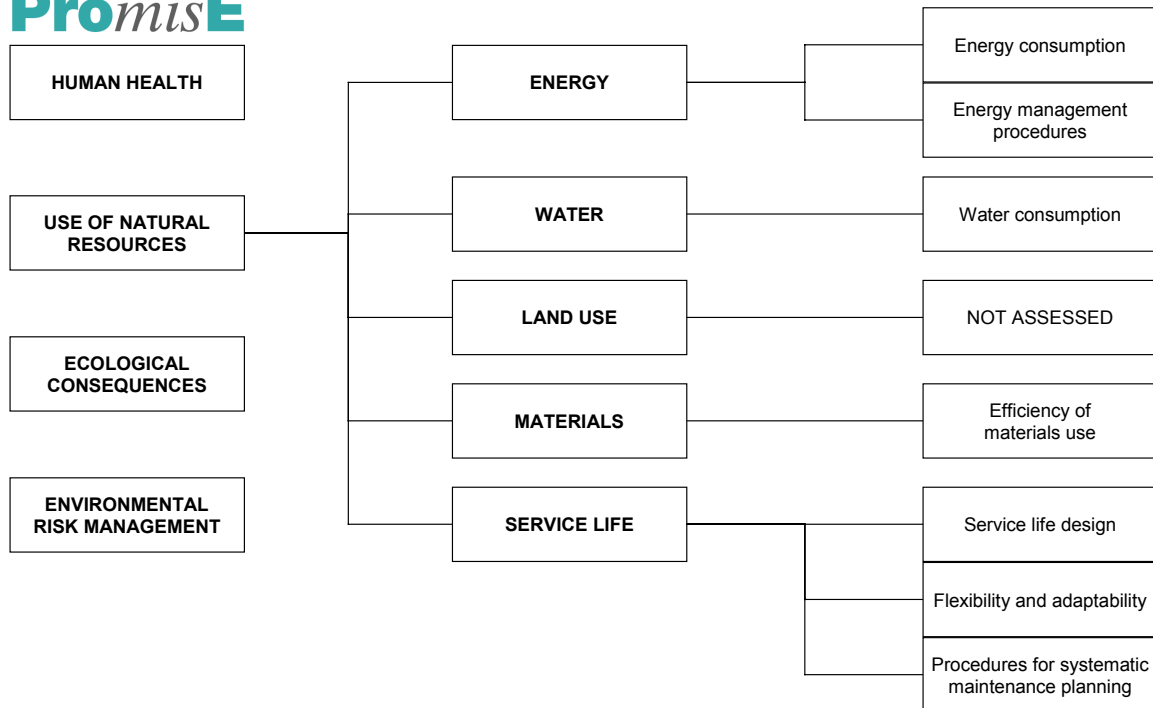 PromisE
HUMAN HEALTH
USE OF NATURAL
RESOURCES
ECOLOGICAL
CONSEQUENCES
ENVIRONMENTAL
RISK MANAGEMENT
ENERGY
WATER
LAND USE
MATERIALS
SERVICE LIFE
Energy consumption
Energy management
procedures
Water consumption
NOT ASSESSED
Efficiency of
materials use
Service life design
Flexibility and adaptability
Procedures for systematic
maintenance planning